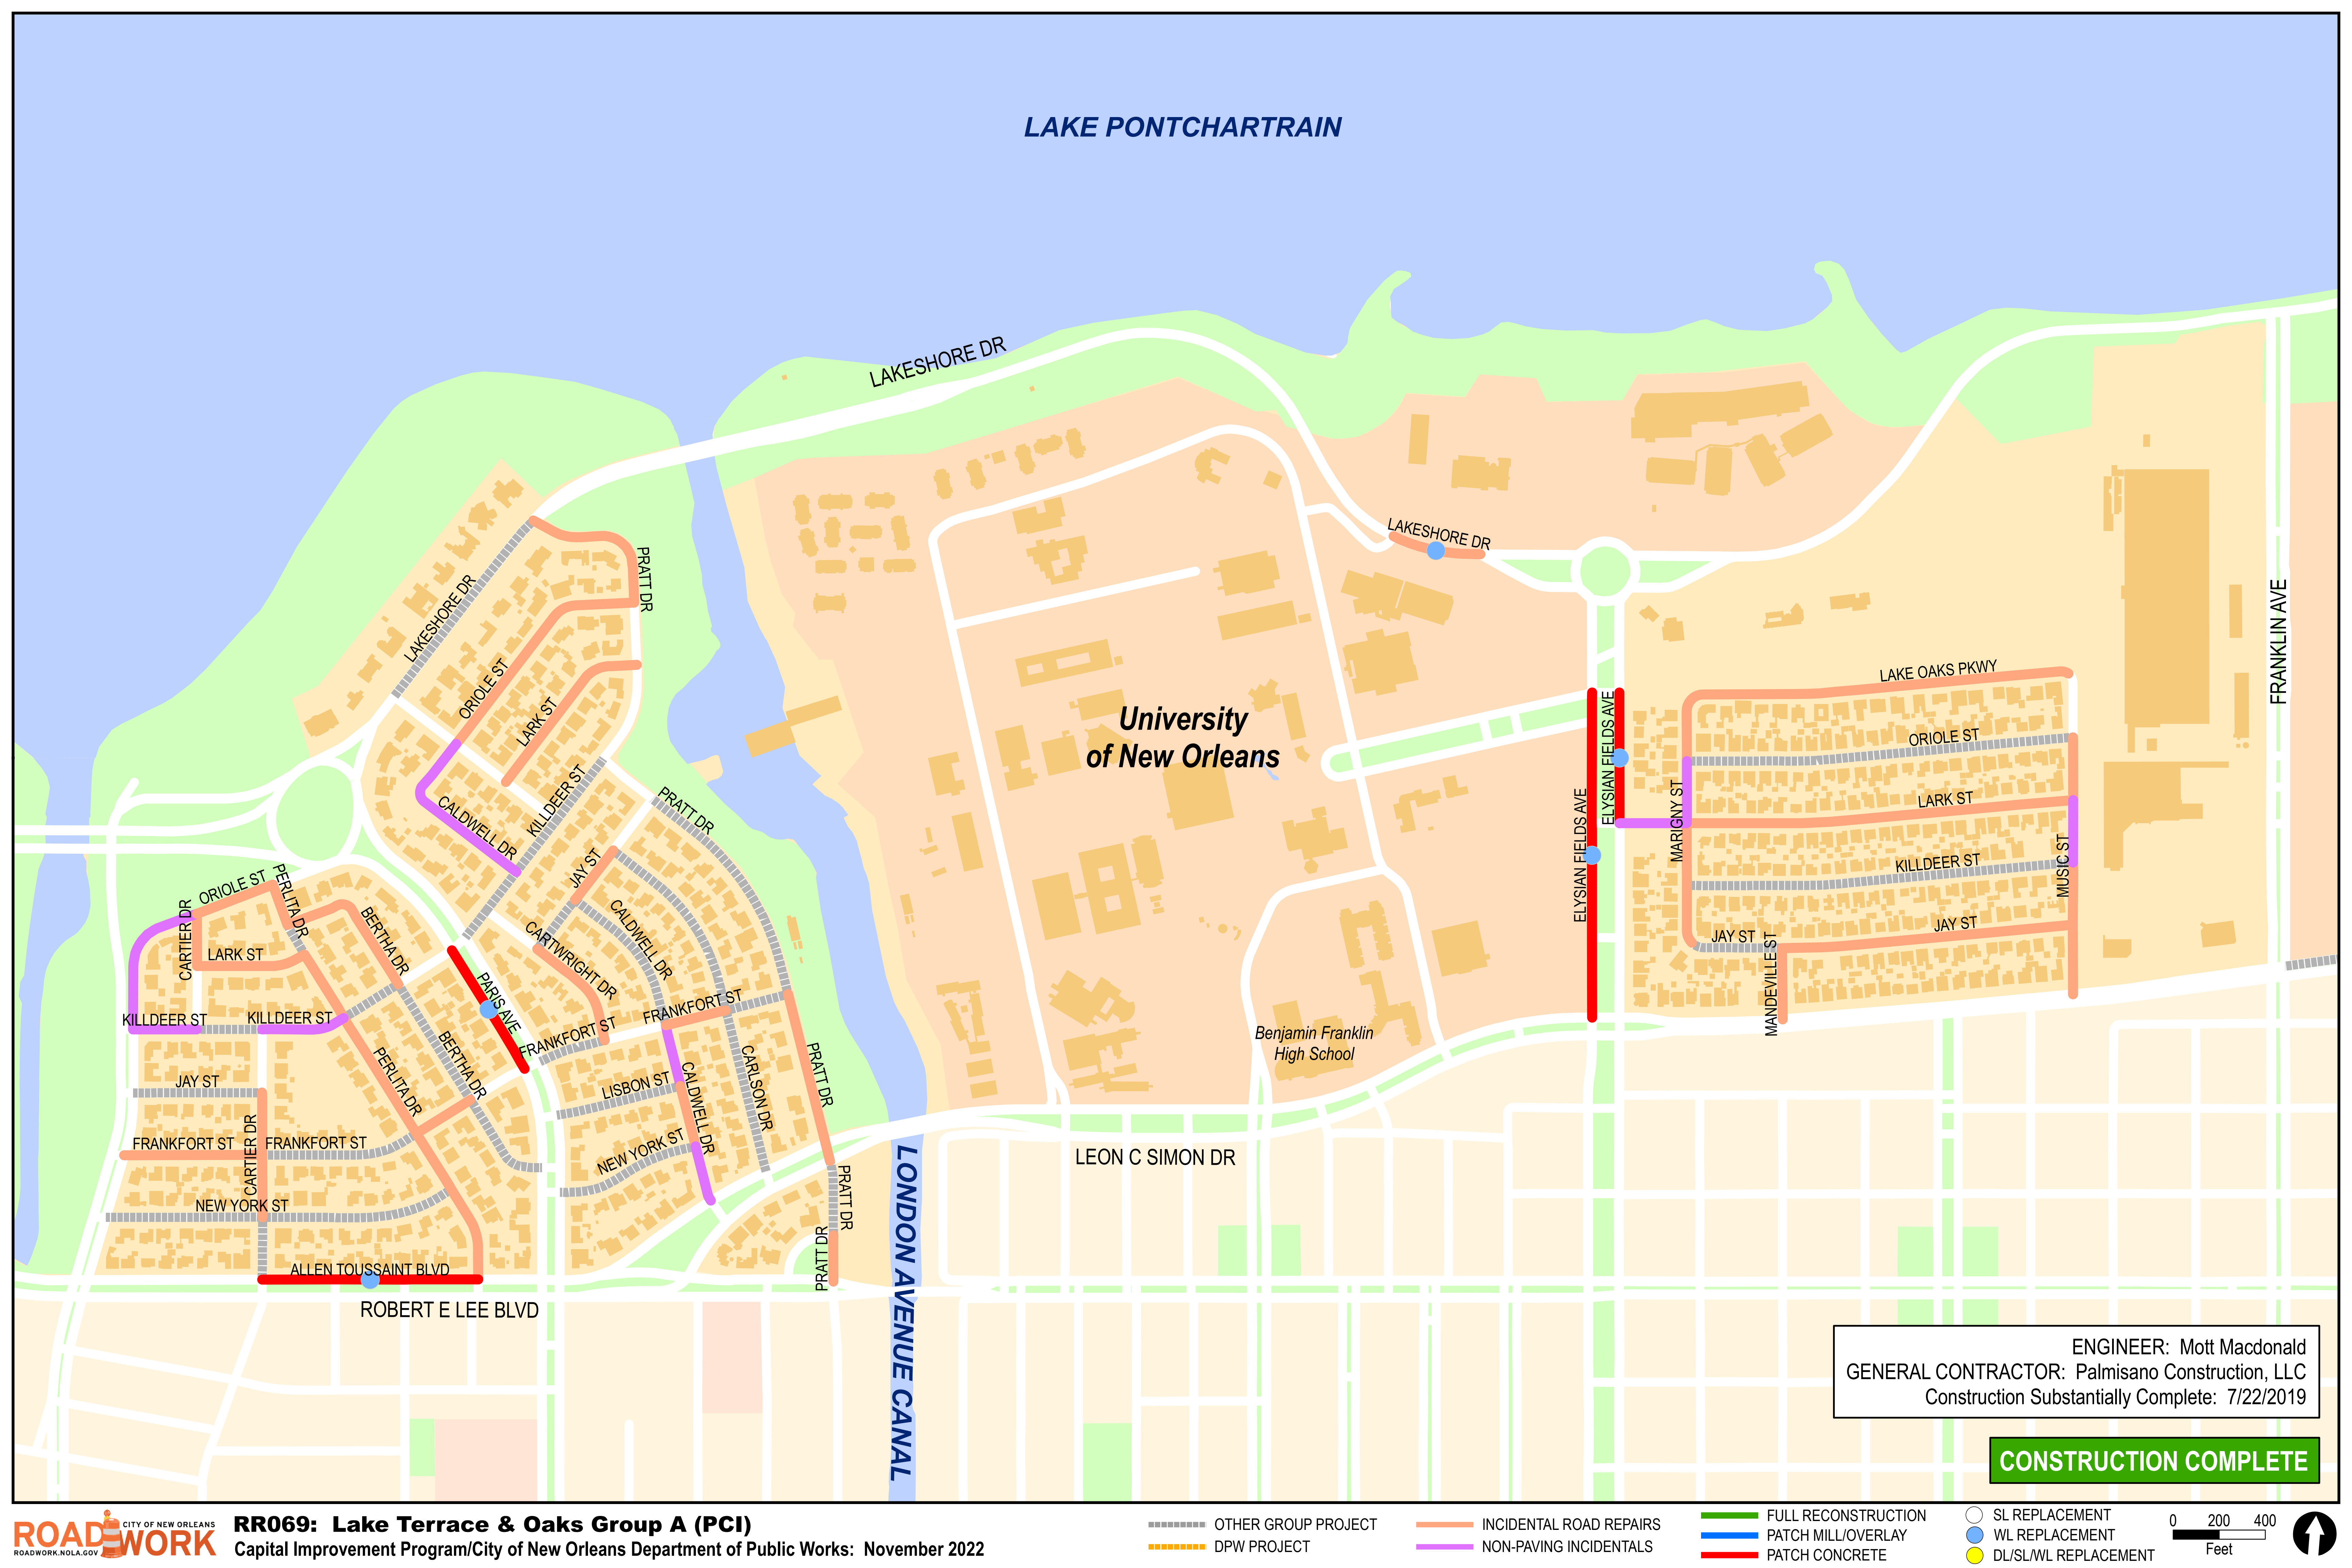 LAKE PONTCHARTRAIN
LAKESHORE DR
LAKESHORE DR
PRATT DR
LAKESHORE DR
ORIOLE ST
LARK ST
KILLDEER ST
CALDWELL DR
PRATT DR
JAY ST
CALDWELL DR
CARTWRIGHT DR
ORIOLE ST
PERLITA DR
CARTIER DR
BERTHA DR
LARK ST
PARIS AVE
KILLDEER ST
KILLDEER ST
FRANKFORT ST
FRANKFORT ST
BERTHA DR
PERLITA DR
JAY ST
LISBON ST
CALDWELL DR
CARLSON DR
PRATT DR
CARTIER DR
FRANKFORT ST
FRANKFORT ST
NEW YORK ST
NEW YORK ST
PRATT DR
PRATT DR
ALLEN TOUSSAINT BLVD
ROBERT E LEE BLVD
University
of New Orleans
Benjamin Franklin
High School
LEON C SIMON DR
LONDON AVENUE CANAL
ELYSIAN FIELDS AVE
ELYSIAN FIELDS AVE
MARIGNY ST
LAKE OAKS PKWY
ORIOLE ST
LARK ST
KILLDEER ST
MUSIC ST
JAY ST
JAY ST
MANDEVILLE ST
FRANKLIN AVE
ENGINEER: Mott Macdonald
GENERAL CONTRACTOR: Palmisano Construction, LLC
Construction Substantially Complete: 7/22/2019
CONSTRUCTION COMPLETE
CITY OF NEW ORLEANS
ROADWORK
ROADWORK.NOLA.GOV
RR069: Lake Terrace & Oaks Group A (PCI)
Capital Improvement Program/City of New Orleans Department of Public Works: November 2022
OTHER GROUP PROJECT
DPW PROJECT
INCIDENTAL ROAD REPAIRS
NON-PAVING INCIDENTALS
FULL RECONSTRUCTION
PATCH MILL/OVERLAY
PATCH CONCRETE
SL REPLACEMENT
WL REPLACEMENT
DL/SL/WL REPLACEMENT
0 200 400
Feet